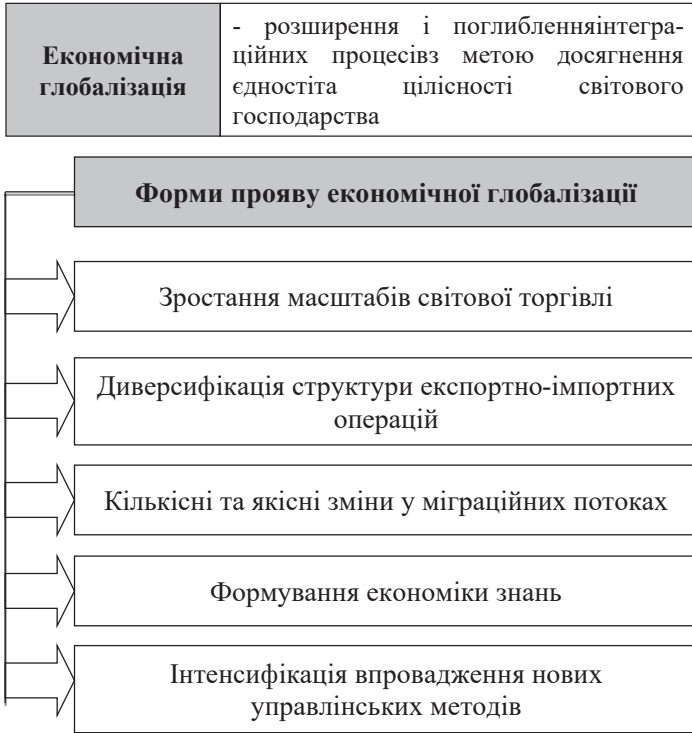 Економічна
глобалізація
- розширення і поглибленняінтегра-
ційних процесівз метою досягнення
єдностіта цілісності світового
господарства
Форми прояву економічної глобалізації
Зростання масштабів світової торгівлі
Диверсифікація структури експортно-імпортних
операцій
Кількісні та якісні зміни у міграційних потоках
Формування економіки знань
Інтенсифікація впровадження нових
управлінських методів